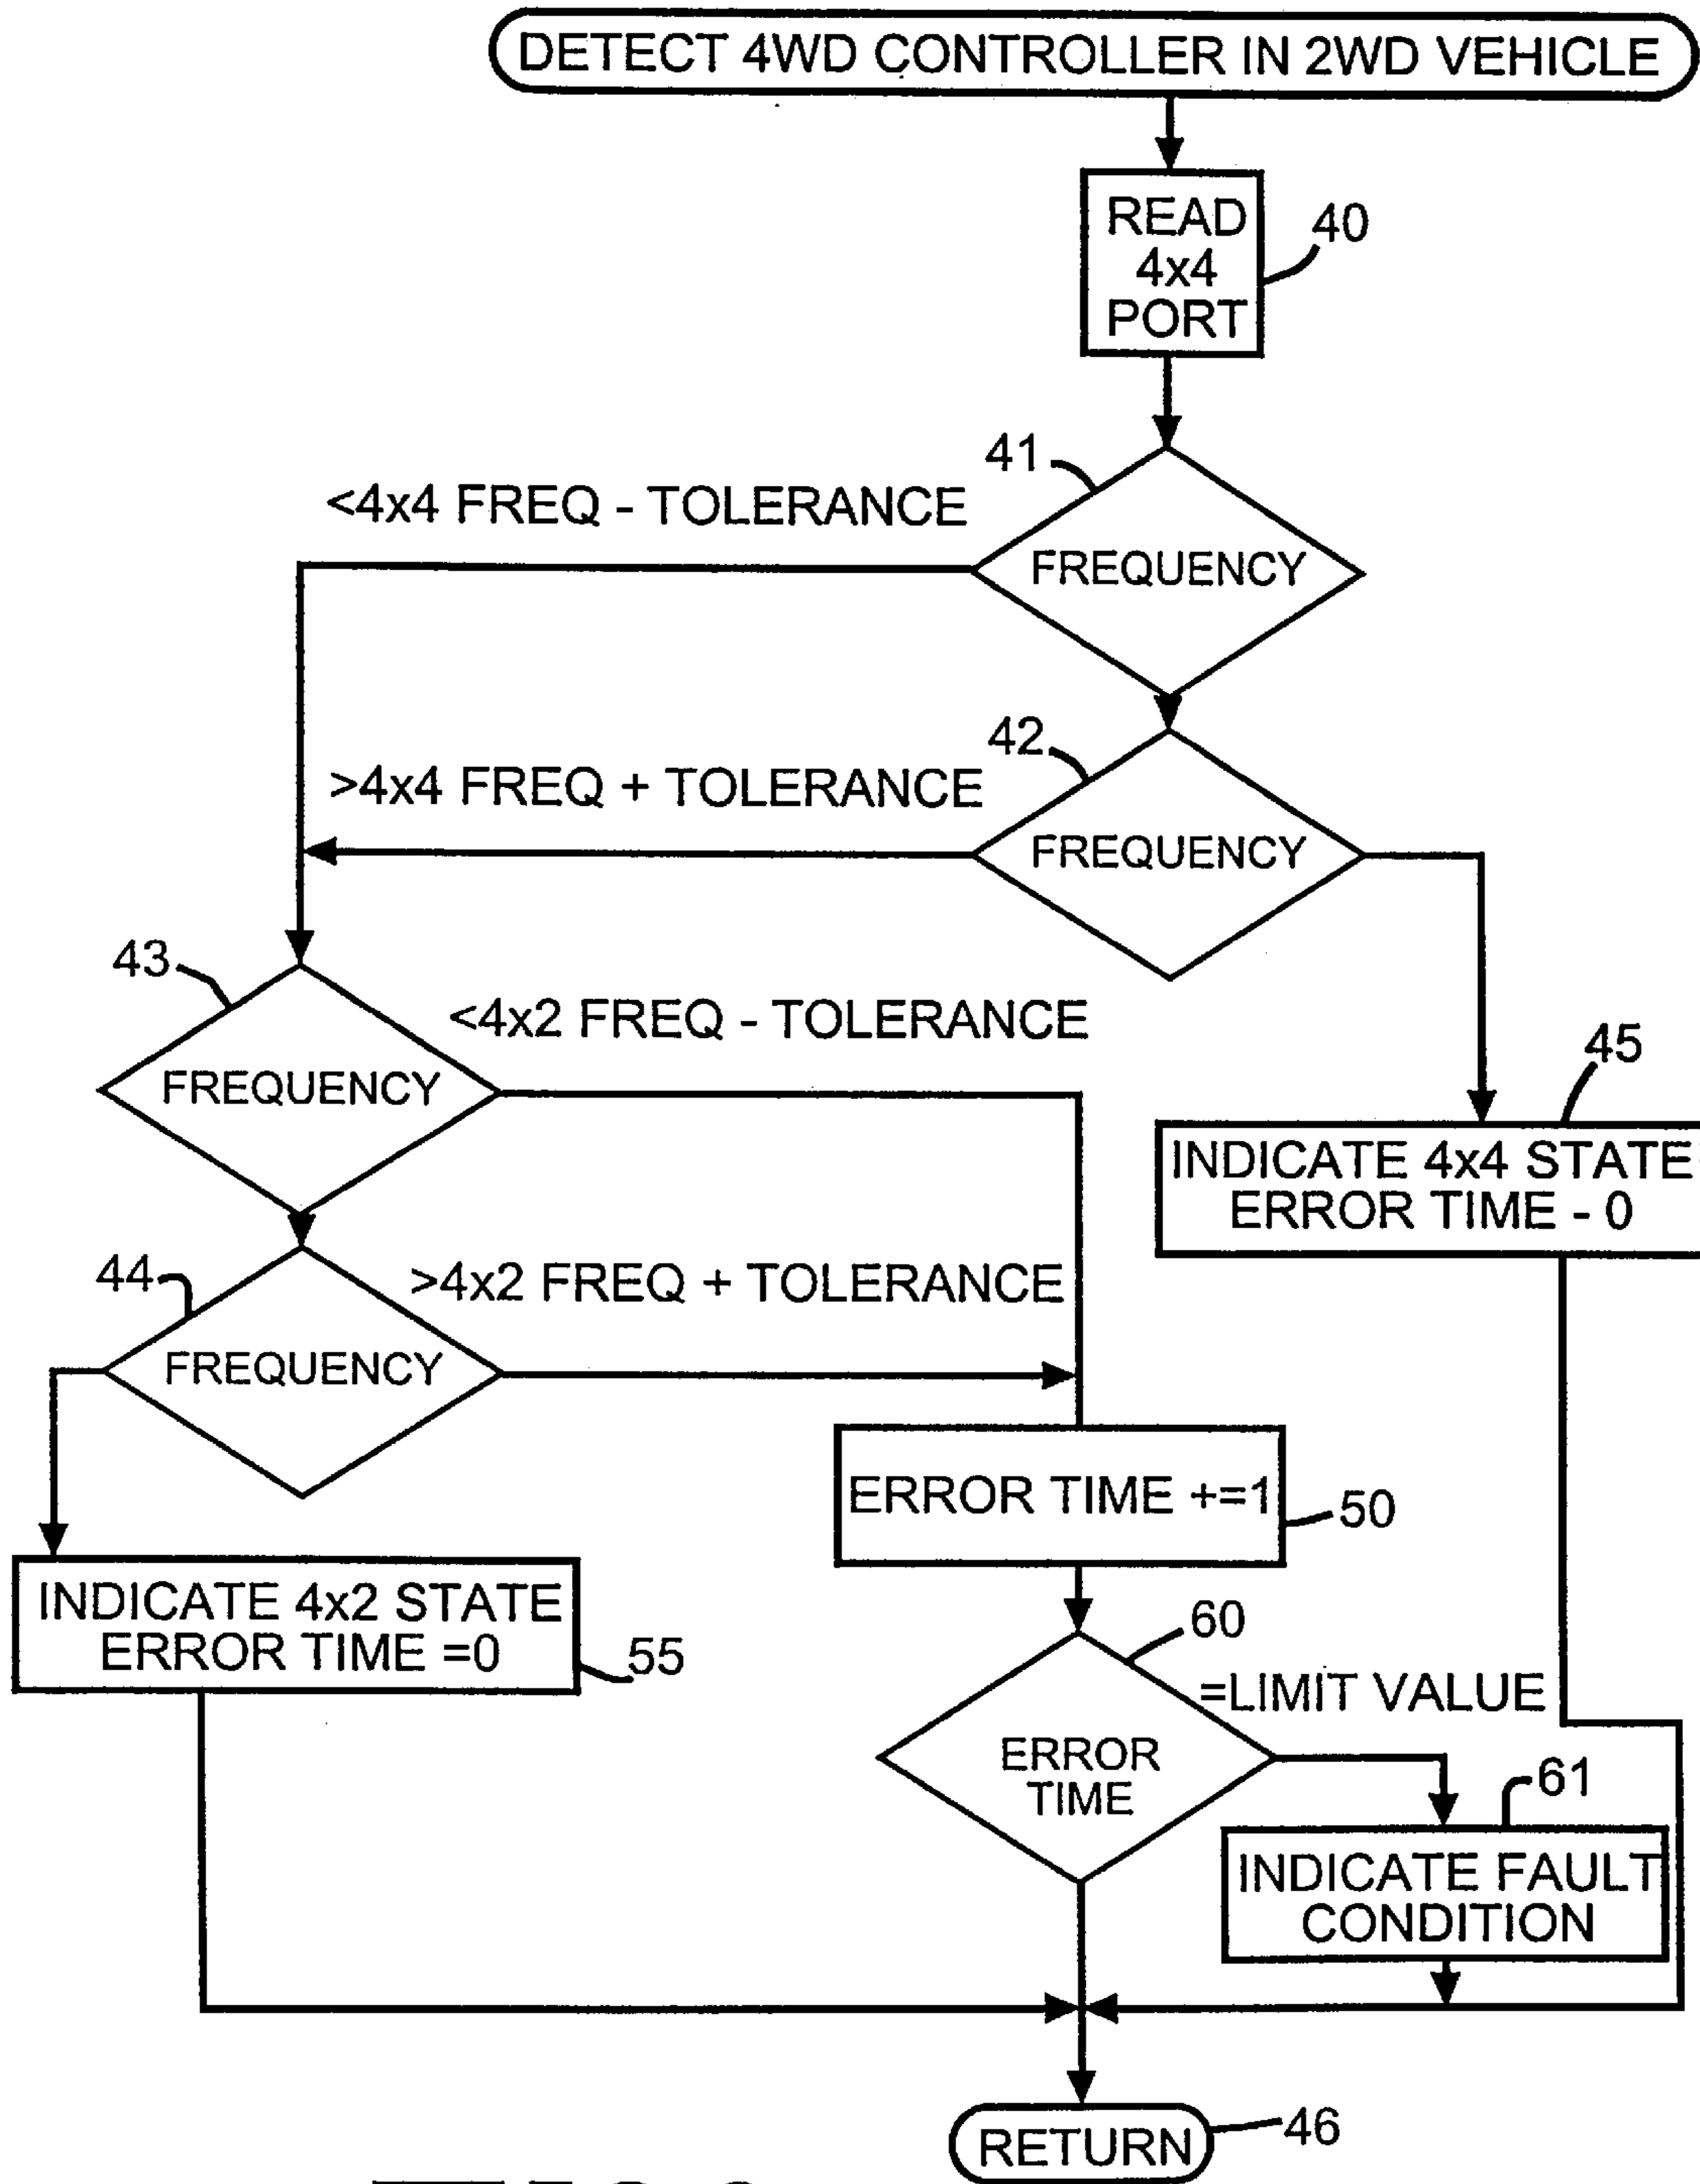 DETECT 4WD CONTROLLER IN 2WD VEHICLE
READ
4x4
PORT
40
41
<4x4 FREQ - TOLERANCE
FREQUENCY
42
>4x4 FREQ + TOLERANCE
FREQUENCY
43
<4x2 FREQ - TOLERANCE
FREQUENCY
45
INDICATE 4x4 STATE
ERROR TIME - 0
44
>4x2 FREQ + TOLERANCE
FREQUENCY
ERROR TIME +=1
50
INDICATE 4x2 STATE
ERROR TIME =0
55
60
=LIMIT VALUE
ERROR
TIME
61
INDICATE FAULT
CONDITION
RETURN
46